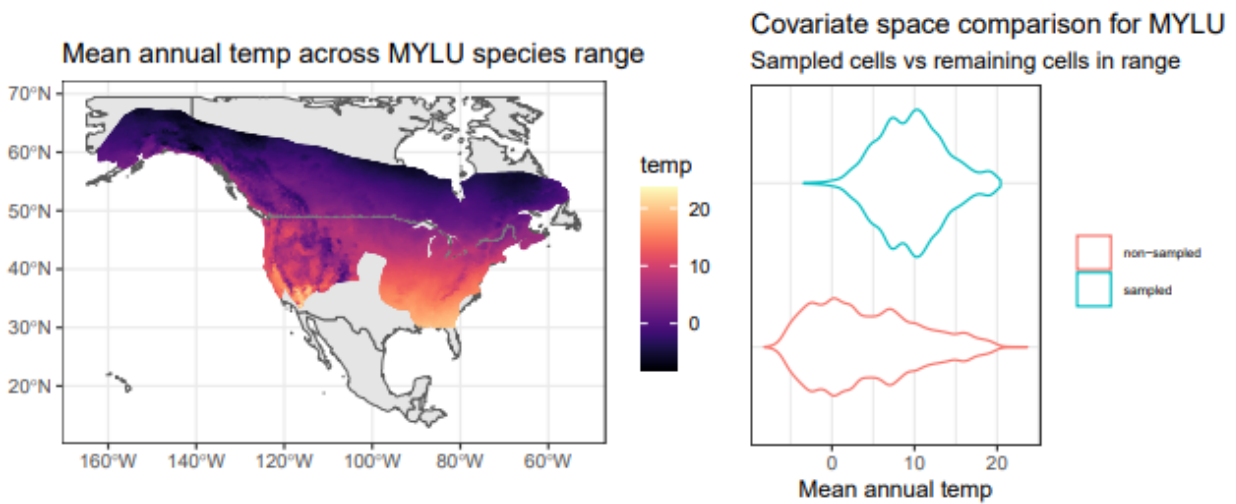 Mean annual temp across MYLU species range
70°N
60°N
50°N
40°N
30°N
20°N
160°W
140°W
120°W
100°W
80°W
60°W
temp
20
10
0
Covariate space comparison for MYLU
Sampled cells vs remaining cells in range
0
10
20
Mean annual temp
non−sampled
sampled